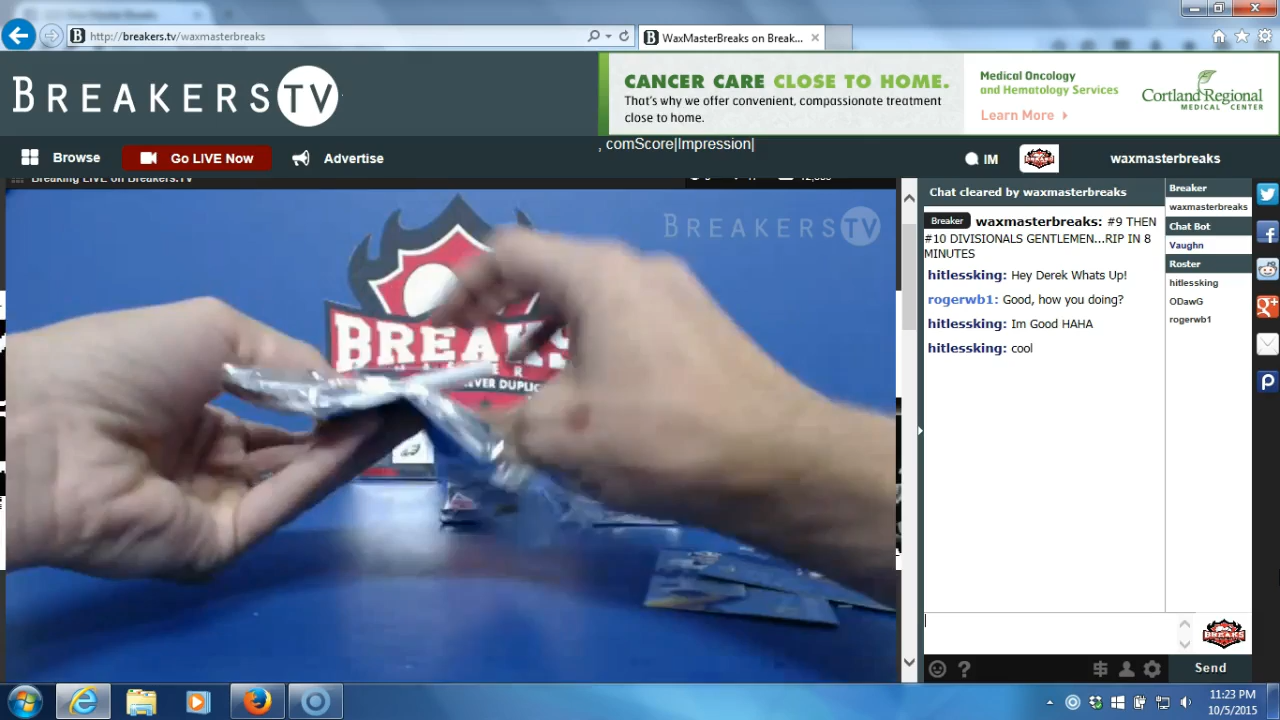 http://breakers.tv/waxmasterbreaks
WaxMasterBreaks on Break...
BREAKERSTV
CANCER CARE CLOSE TO HOME.
That's why we offer convenient, compassionate treatment
close to home.
Medical Oncology
and Hematology Services
Learn More
Cortland Regional
MEDICAL CENTER
, comScore|Impression|
Browse
Go LIVE Now
Advertise
IM
waxmasterbreaks
Breaking LIVE on Breakers.TV
BREAKERSTV
BREAKS
EVER DUPLIC
Chat cleared by waxmasterbreaks
Breaker waxmasterbreaks: #9 THEN
#10 DIVISIONALS GENTLEMEN...RIP IN 8
MINUTES
hitlessking: Hey Derek Whats Up!
rogerwb1: Good, how you doing?
hitlessking: Im Good HAHA
hitlessking: cool
Breaker
waxmasterbreaks
Chat Bot
Vaughn
Roster
hitlessking
ODawG
rogerwb1
BREAKS
Send
11:23 PM
10/5/2015